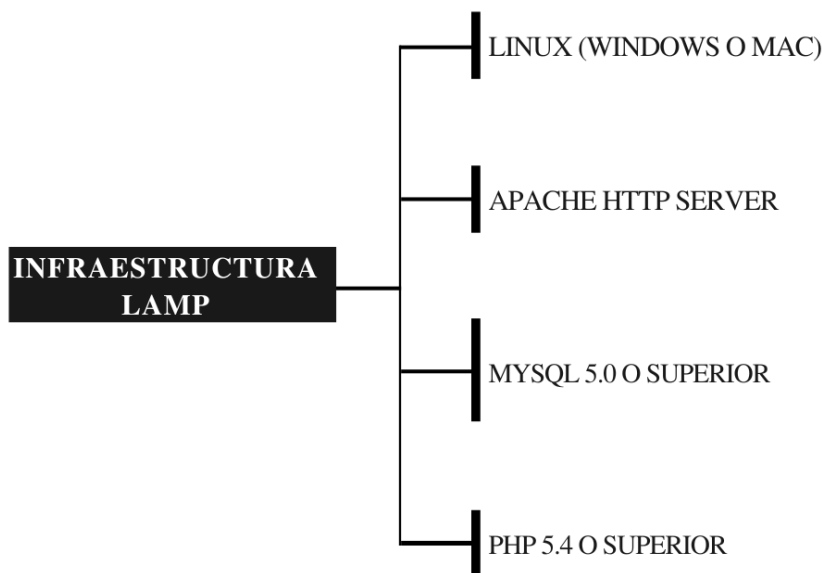 INFRAESTRUCTURA
LAMP
LINUX (WINDOWS O MAC)
APACHE HTTP SERVER
MYSQL 5.0 O SUPERIOR
PHP 5.4 O SUPERIOR